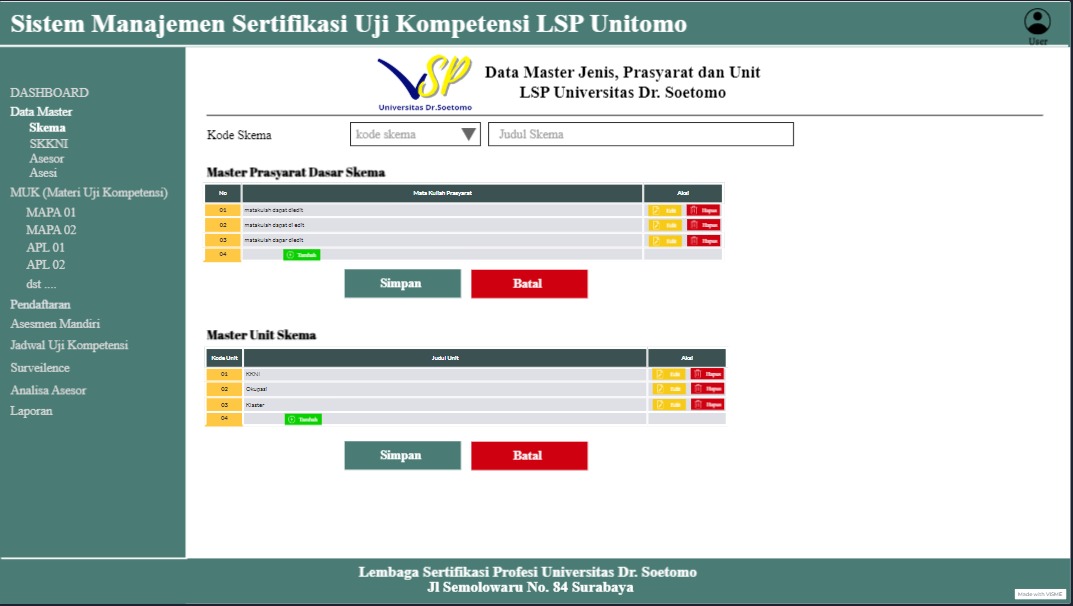 Sistem Manajemen Sertifikasi Uji Kompetensi LSP Unitomo
User
DASHBOARD
Data Master
Skema
SKKNI
Asesor
Asesi
MUK (Materi Uji Kompetensi)
MAPA 01
MAPA 02
APL 01
APL 02
dst ....
Pendaftaran
Asesmen Mandiri
Jadwal Uji Kompetensi
Surveilence
Analisa Asesor
Laporan
VSP
Universitas Dr.Soetomo
Data Master Jenis, Prasyarat dan Unit
LSP Universitas Dr. Soetomo
Kode Skema kode skema Judul Skema
Master Prasyarat Dasar Skema
No Mata Kuliah Prasyarat Aksi
01 matakuliah dapat diedit Edit Hapus
02 matakuliah dapat di edit Edit Hapus
03 matakuliah dapar diedit Edit Hapus
04 Tambah
Simpan Batal
Master Unit Skema
Kode Unit Judul Unit Aksi
01 KKNI Edit Hapus
02 Okupasi Edit Hapus
03 Klaster Edit Hapus
04 Tambah
Simpan Batal
Lembaga Sertifikasi Profesi Universitas Dr. Soetomo
Jl Semolowaru No. 84 Surabaya
Made with VISME